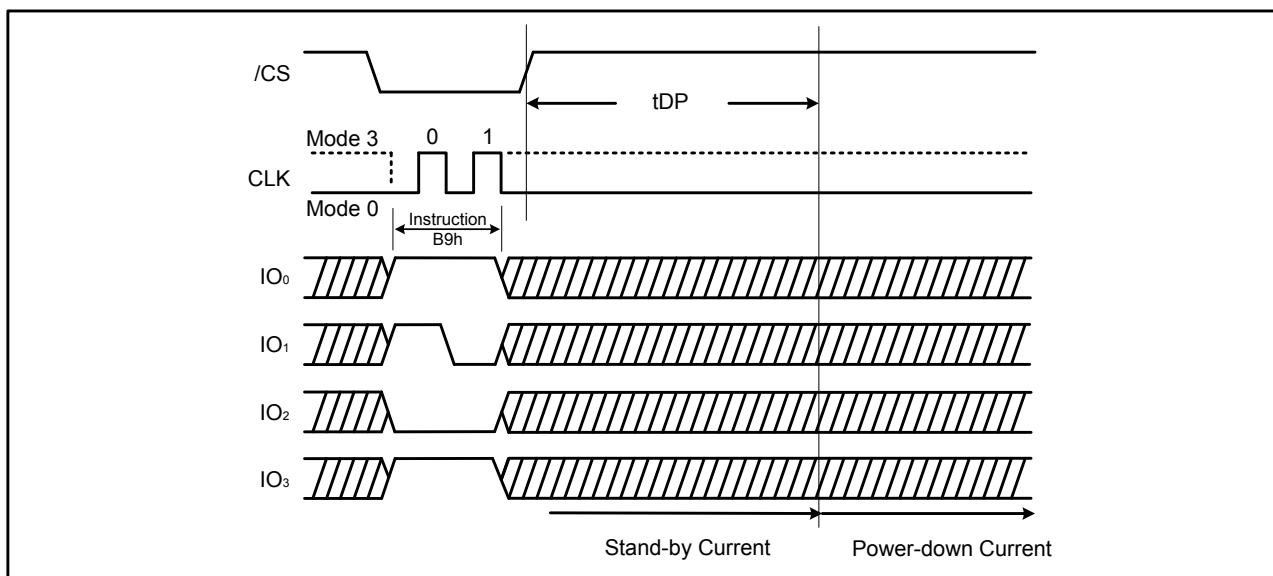 /CS
tDP
Mode 3
0 1
CLK
Mode 0
Instruction
B9h
IO₀
IO₁
IO₂
IO₃
Stand-by Current Power-down Current